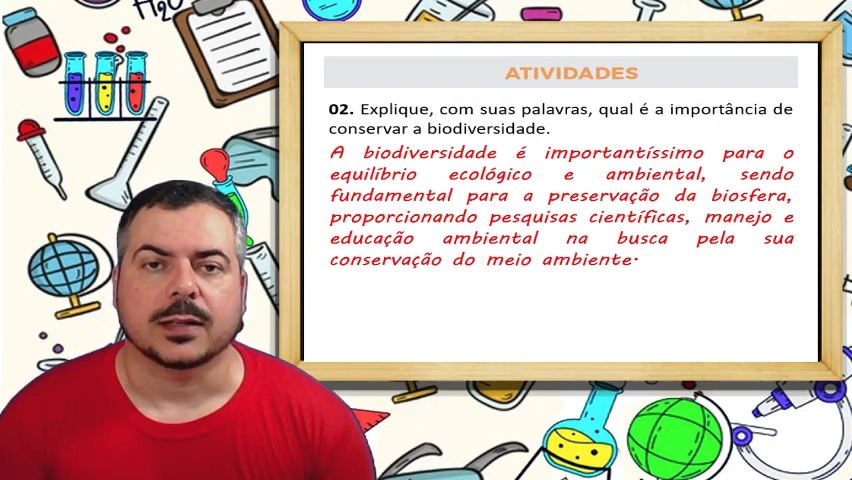 H₂O
ATIVIDADES
02. Explique, com suas palavras, qual é a importância de
conservar a biodiversidade.
A biodiversidade é importantíssimo para o
equilíbrio ecológico e ambiental, sendo
fundamental para a preservação da biosfera,
proporcionando pesquisas científicas, manejo e
educação ambiental na busca pela sua
conservação do meio ambiente.